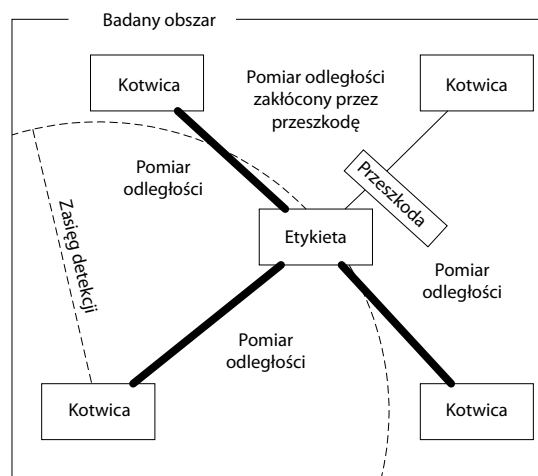 Badany obszar
Kotwica
Pomiar odległości
zakłócony przez
przeszkodę
Kotwica
Pomiar
odległości
Przeszkoda
Zasięg detekcji
Etykieta
Pomiar
odległości
Pomiar
odległości
Kotwica
Kotwica